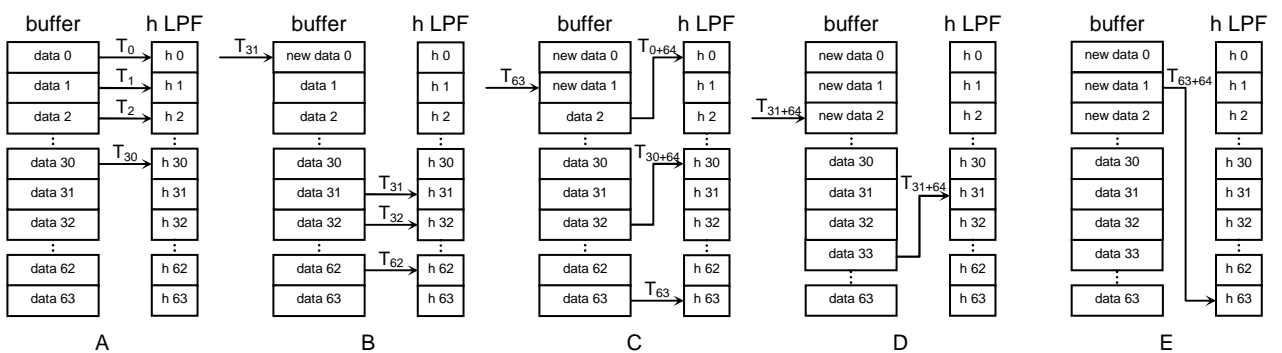 buffer h LPF
T0
data 0 h 0
T1
data 1 h 1
T2
data 2 h 2
T30
data 30 h 30
data 31 h 31
data 32 h 32
data 62 h 62
data 63 h 63
A
buffer h LPF
T31
new data 0 h 0
data 1 h 1
data 2 h 2
data 30 h 30
T31
data 31 h 31
T32
data 32 h 32
T62
data 62 h 62
data 63 h 63
B
buffer h LPF
T0+64
new data 0 h 0
T63
new data 1 h 1
data 2 h 2
T30+64
data 30 h 30
data 31 h 31
data 32 h 32
data 62 h 62
T63
data 63 h 63
C
buffer h LPF
new data 0 h 0
new data 1 h 1
T31+64
new data 2 h 2
data 30 h 30
T31+64
data 31 h 31
data 32 h 32
data 33 h 62
data 63 h 63
D
buffer h LPF
new data 0 h 0
T63+64
new data 1 h 1
new data 2 h 2
data 30 h 30
data 31 h 31
data 32 h 32
data 33 h 62
data 63 h 63
E